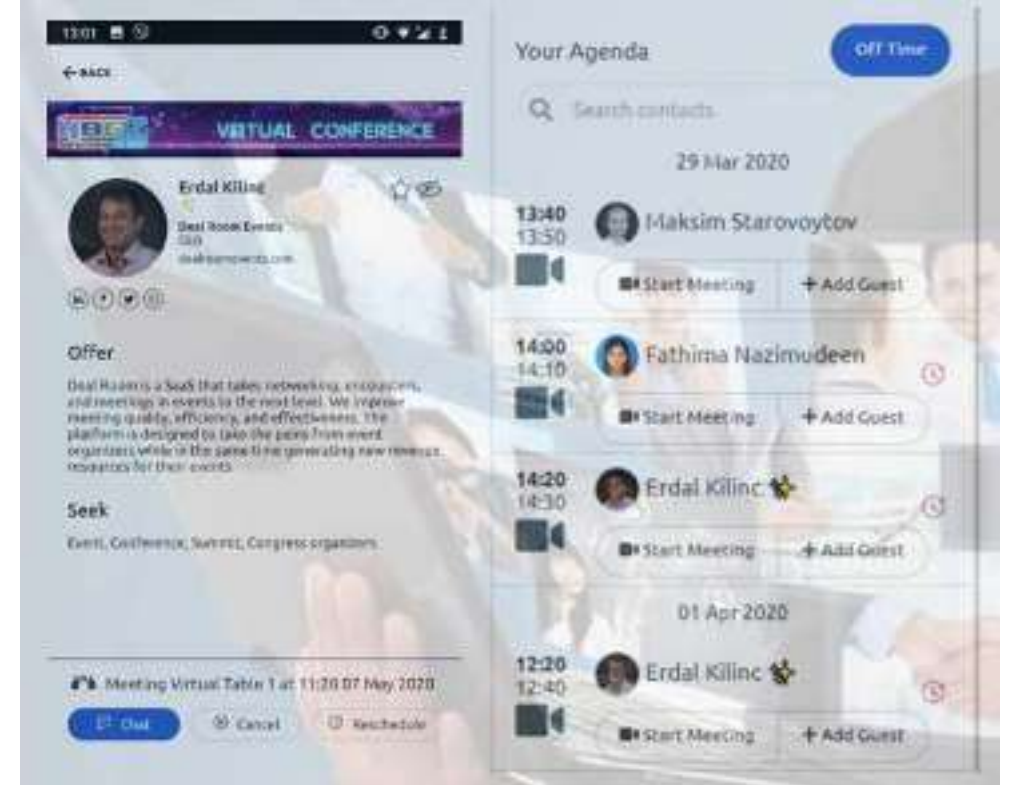 13:01
BACK
VIRTUAL CONFERENCE
Erdal Kilinc
Deal Room Events
CEO
dealroomevents.com
Offer
Deal Room is a SaaS that takes networking, encounters,
and meetings in events to the next level. We improve
meeting quality, efficiency, and effectiveness. The
platform is designed to take the pains from event
organizers while in the same time generating new revenue
resources for their events
Seek
Event, Conference, Summit, Congress organizers
Meeting Virtual Table 1 at 11:20 07 May 2020
Chat
Cancel
Reschedule
Your Agenda
Off Time
Search contacts
29 Mar 2020
13:40
13:50
Maksim Starovoytov
Start Meeting
+ Add Guest
14:00
14:10
Fathima Nazimudeen
Start Meeting
+ Add Guest
14:20
14:30
Erdal Kilinc
Start Meeting
+ Add Guest
01 Apr 2020
12:20
12:40
Erdal Kilinc
Start Meeting
+ Add Guest